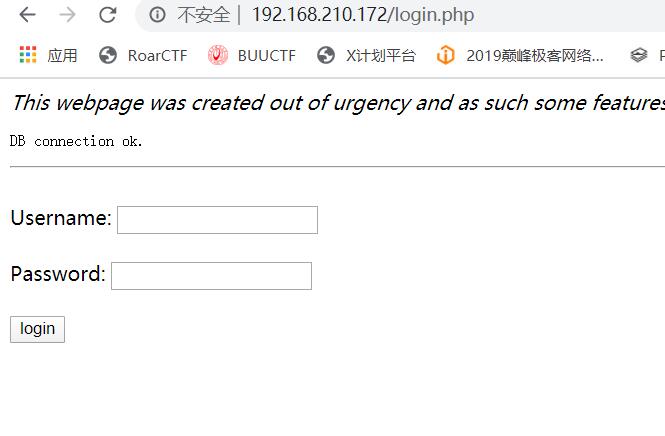 不安全 | 192.168.210.172/login.php
应用 RoarCTF BUUCTF X计划平台 2019巅峰极客网络... P
This webpage was created out of urgency and as such some features
DB connection ok.
Username:
Password:
login